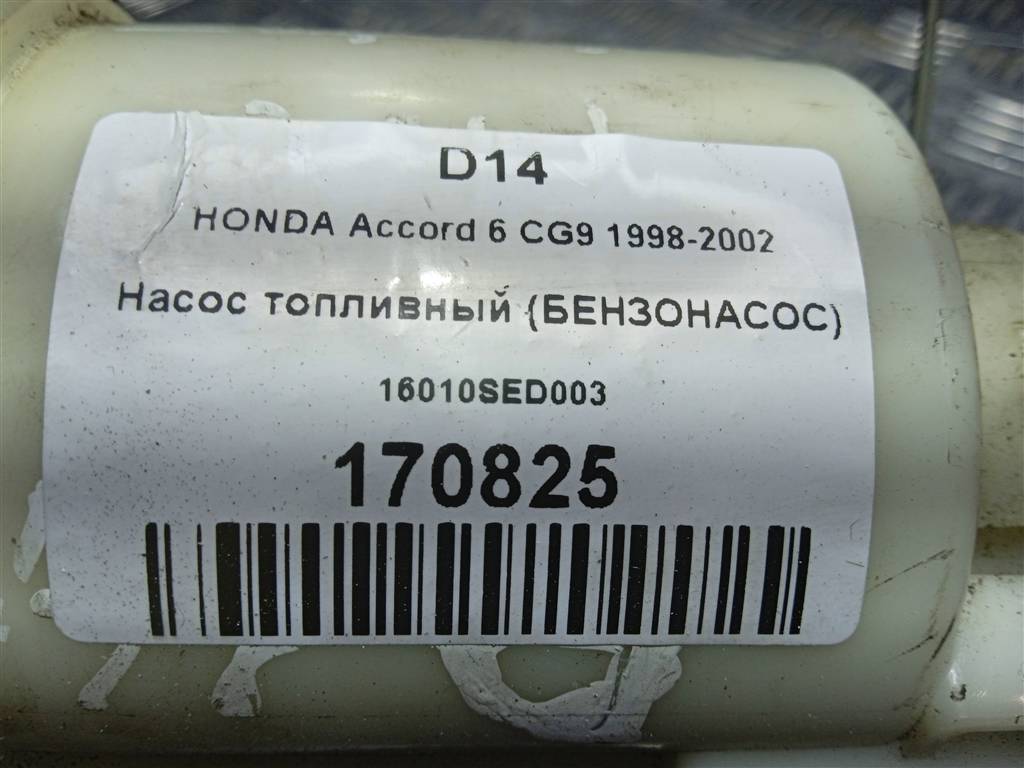 D14
HONDA Accord 6 CG9 1998-2002
Насос топливный (БЕНЗОНАСОС)
16010SED003
170825